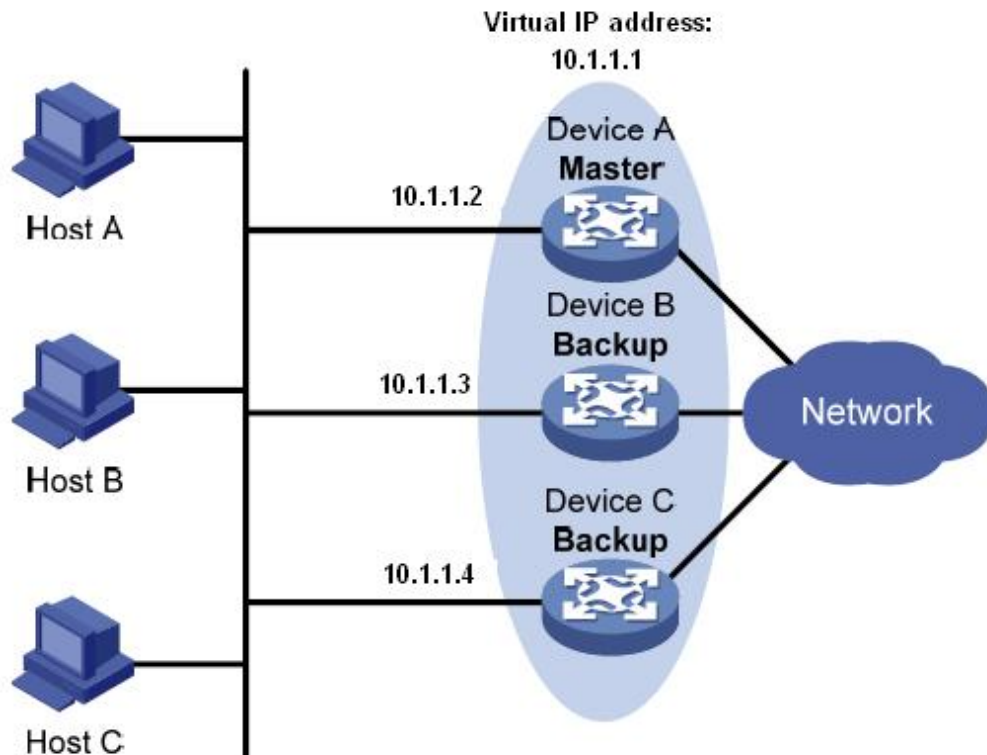 Virtual IP address:
10.1.1.1
Device A
Master
10.1.1.2
Host A
Device B
Backup
10.1.1.3
Network
Host B
Device C
Backup
10.1.1.4
Host C